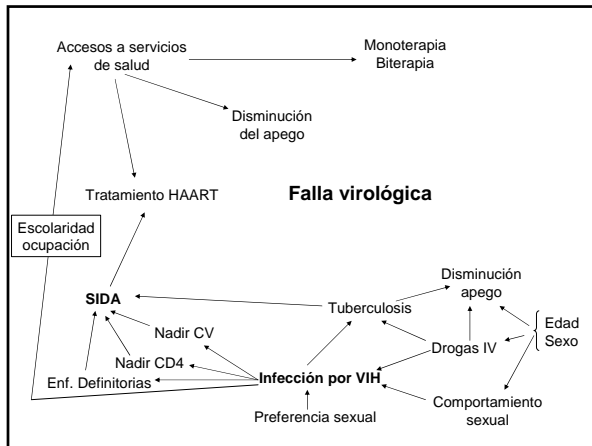 Accesos a servicios
de salud
Monoterapia
Biterapia
Disminución
del apego
Tratamiento HAART
Falla virológica
Escolaridad
ocupación
SIDA
Tuberculosis
Disminución
apego
Edad
Sexo
Nadir CV
Drogas IV
Nadir CD4
Enf. Definitorias
Infección por VIH
Comportamiento
sexual
Preferencia sexual